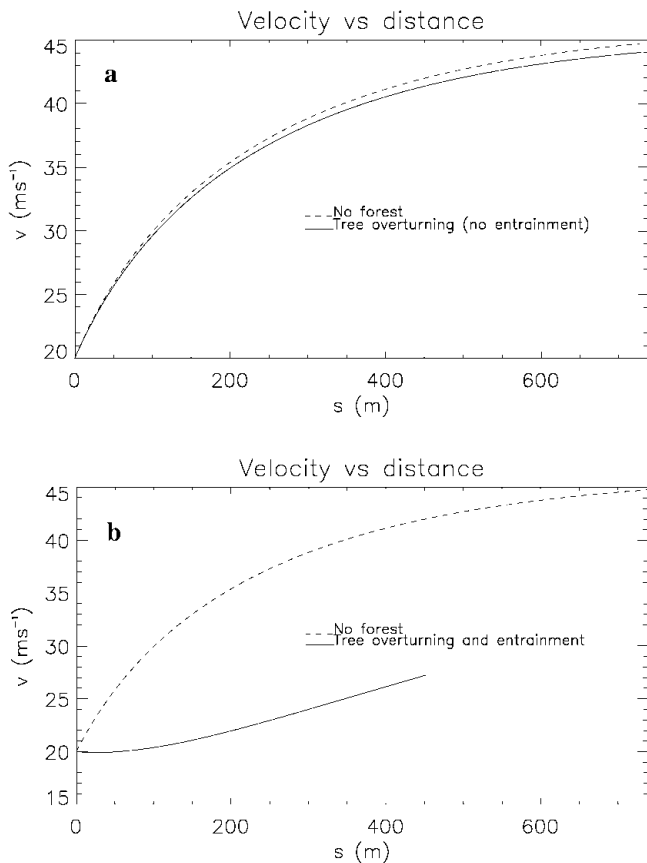 Velocity vs distance
45
a
40
35
v (ms⁻¹)
No forest
Tree overturning (no entrainment)
30
25
20
0 200 400 600
s (m)
Velocity vs distance
45
b
40
35
v (ms⁻¹)
No forest
Tree overturning and entrainment
30
25
20
15
0 200 400 600
s (m)